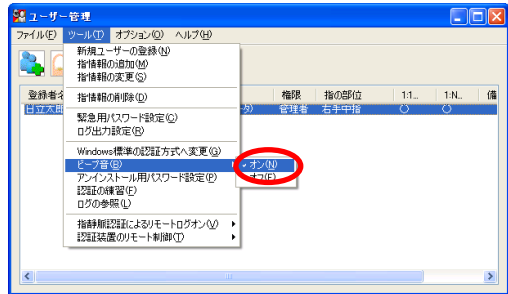 ユーザー管理
ファイル(F) ツール(T) オプション(O) ヘルプ(H)
新規ユーザーの登録(N)
指情報の追加(M)
指情報の変更(S)
指情報の削除(D)
緊急用パスワード設定(C)
ログ出力設定(R)
Windows標準の認証方式へ変更(G)
ビープ音(B)
アンインストール用パスワード設定(P)
認証の練習(E)
ログの参照(L)
指静脈認証によるリモートログオン(V)
認証装置のリモート制御(T)
オン(N)
オフ(F)
登録者名 権限 指の部位 1:1... 1:N... 備
日立太郎 タ) 管理者 右手中指 ○ ○